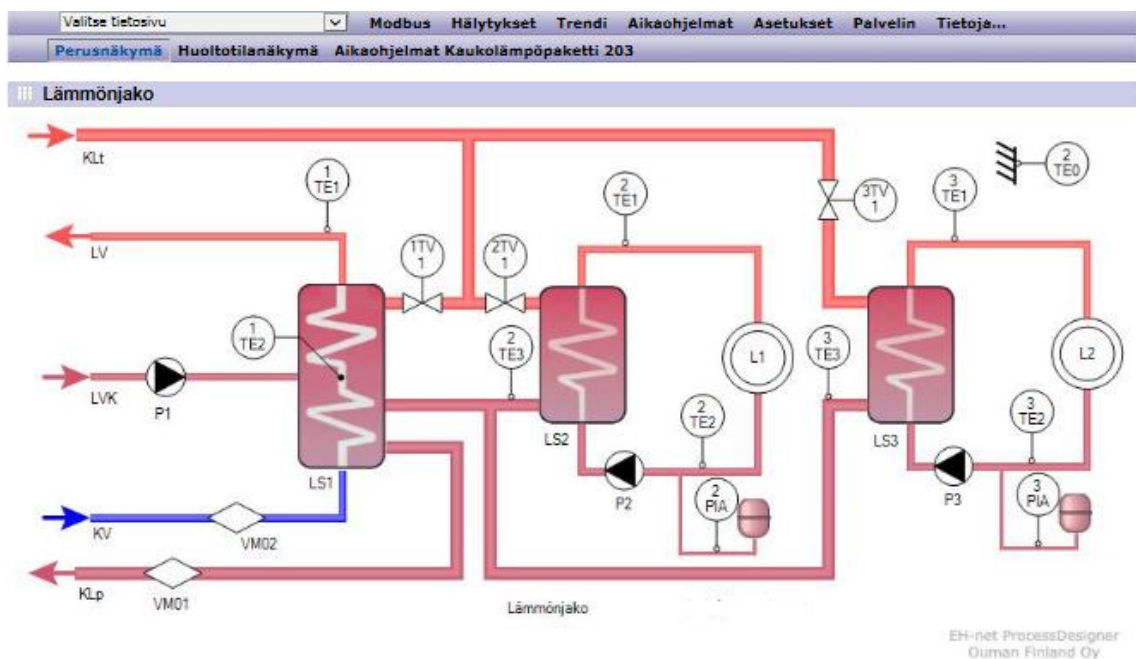 Valitse tietosivu Modbus Hälytykset Trendi Aikaohjelmat Asetukset Palvelin Tietoja...
Perusnäkymä Huoltotilanäkymä Aikaohjelmat Kaukolämpöpaketti 203
Lämmönjako
KLt
1
TE1
2
TE1
3TV
1
3
TE1
2
TE0
LV
1TV
1
2TV
1
1
TE2
2
TE3
L1
3
TE3
L2
LVK
P1
LS1
LS2
2
TE2
LS3
3
TE2
P2
P3
2
PIA
3
PIA
KV
VM02
KLp
VM01
Lämmönjako
EH-net ProcessDesigner
Ouman Finland Oy